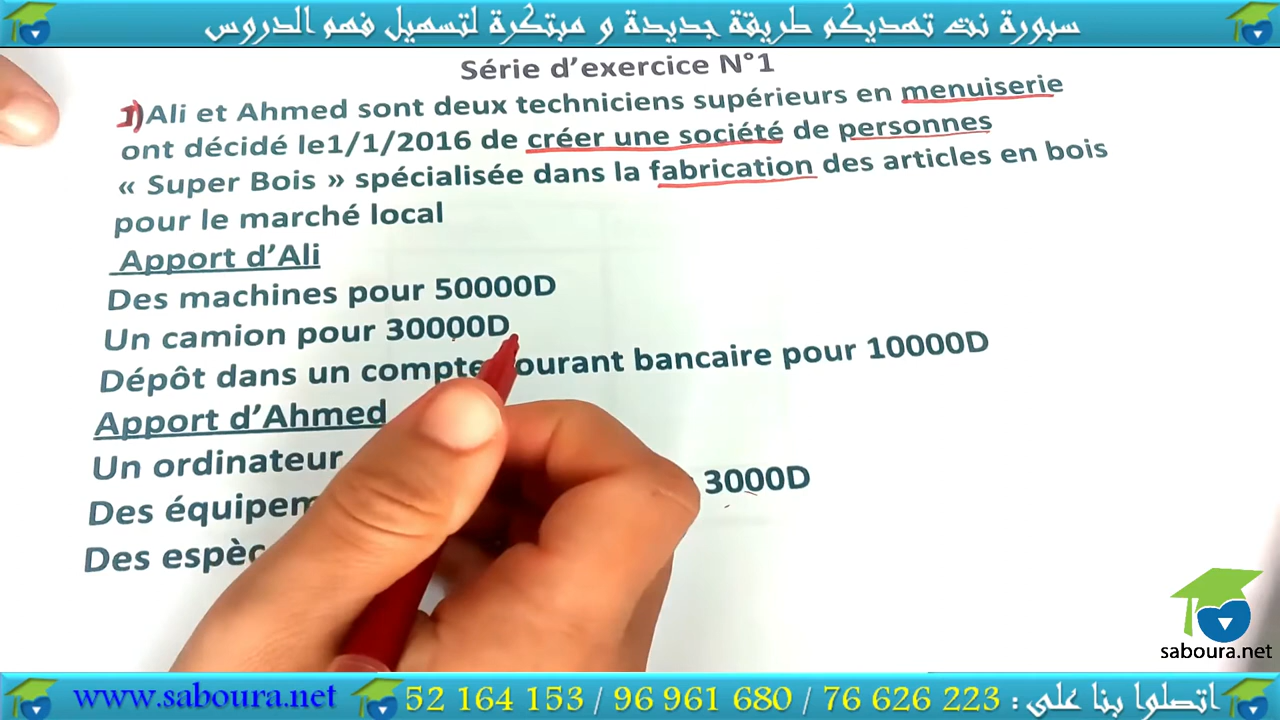 سبورة نت تهديكم طريقة جديدة و مبتكرة لتسهيل فهم الدروس
Série d’exercice N°1
1)Ali et Ahmed sont deux techniciens supérieurs en menuiserie
ont décidé le1/1/2016 de créer une société de personnes
« Super Bois » spécialisée dans la fabrication des articles en bois
pour le marché local
Apport d’Ali
Des machines pour 50000D
Un camion pour 30000D
Dépôt dans un compte courant bancaire pour 10000D
Apport d’Ahmed
Un ordinateur
Des 3000D
Des
saboura.net
www.saboura.net 52 164 153 / 96 961 680 / 76 626 223 : اتصلوا بنا على